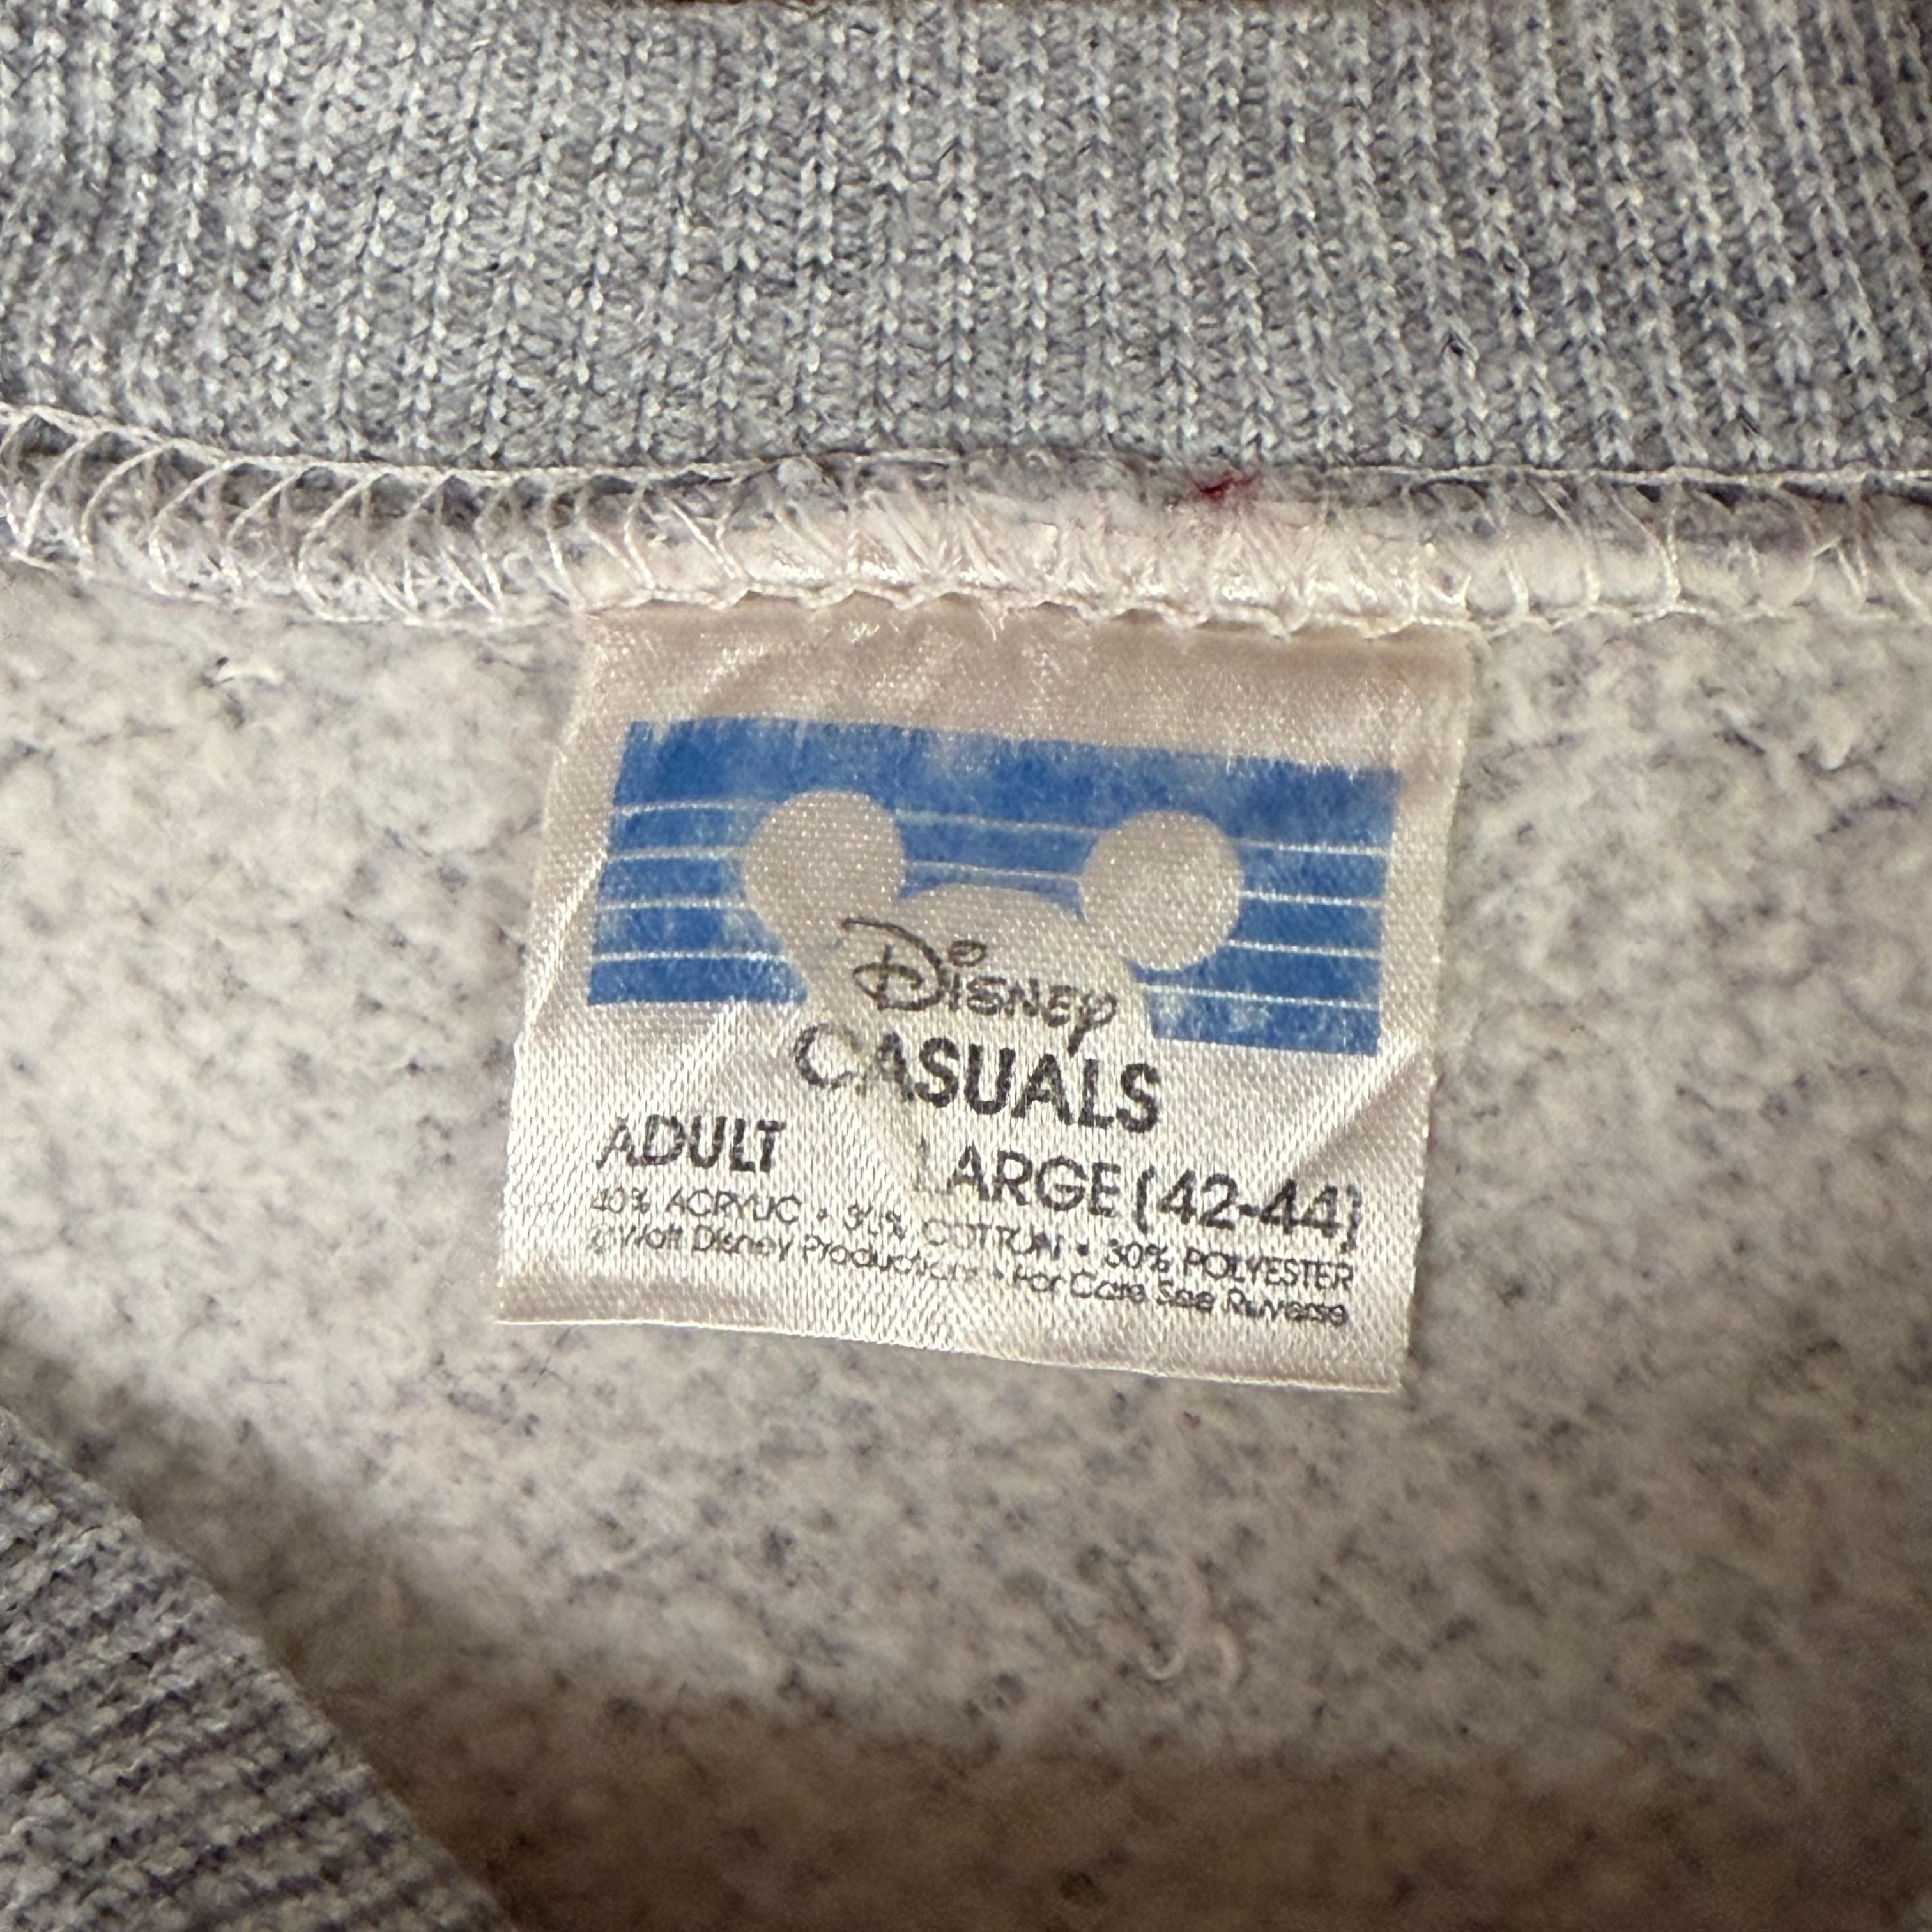 Disney
CASUALS
ADULT LARGE (42-44)
40% ACRYLIC • 30% COTTON • 30% POLYESTER
© Walt Disney Productions • For Care See Reverse